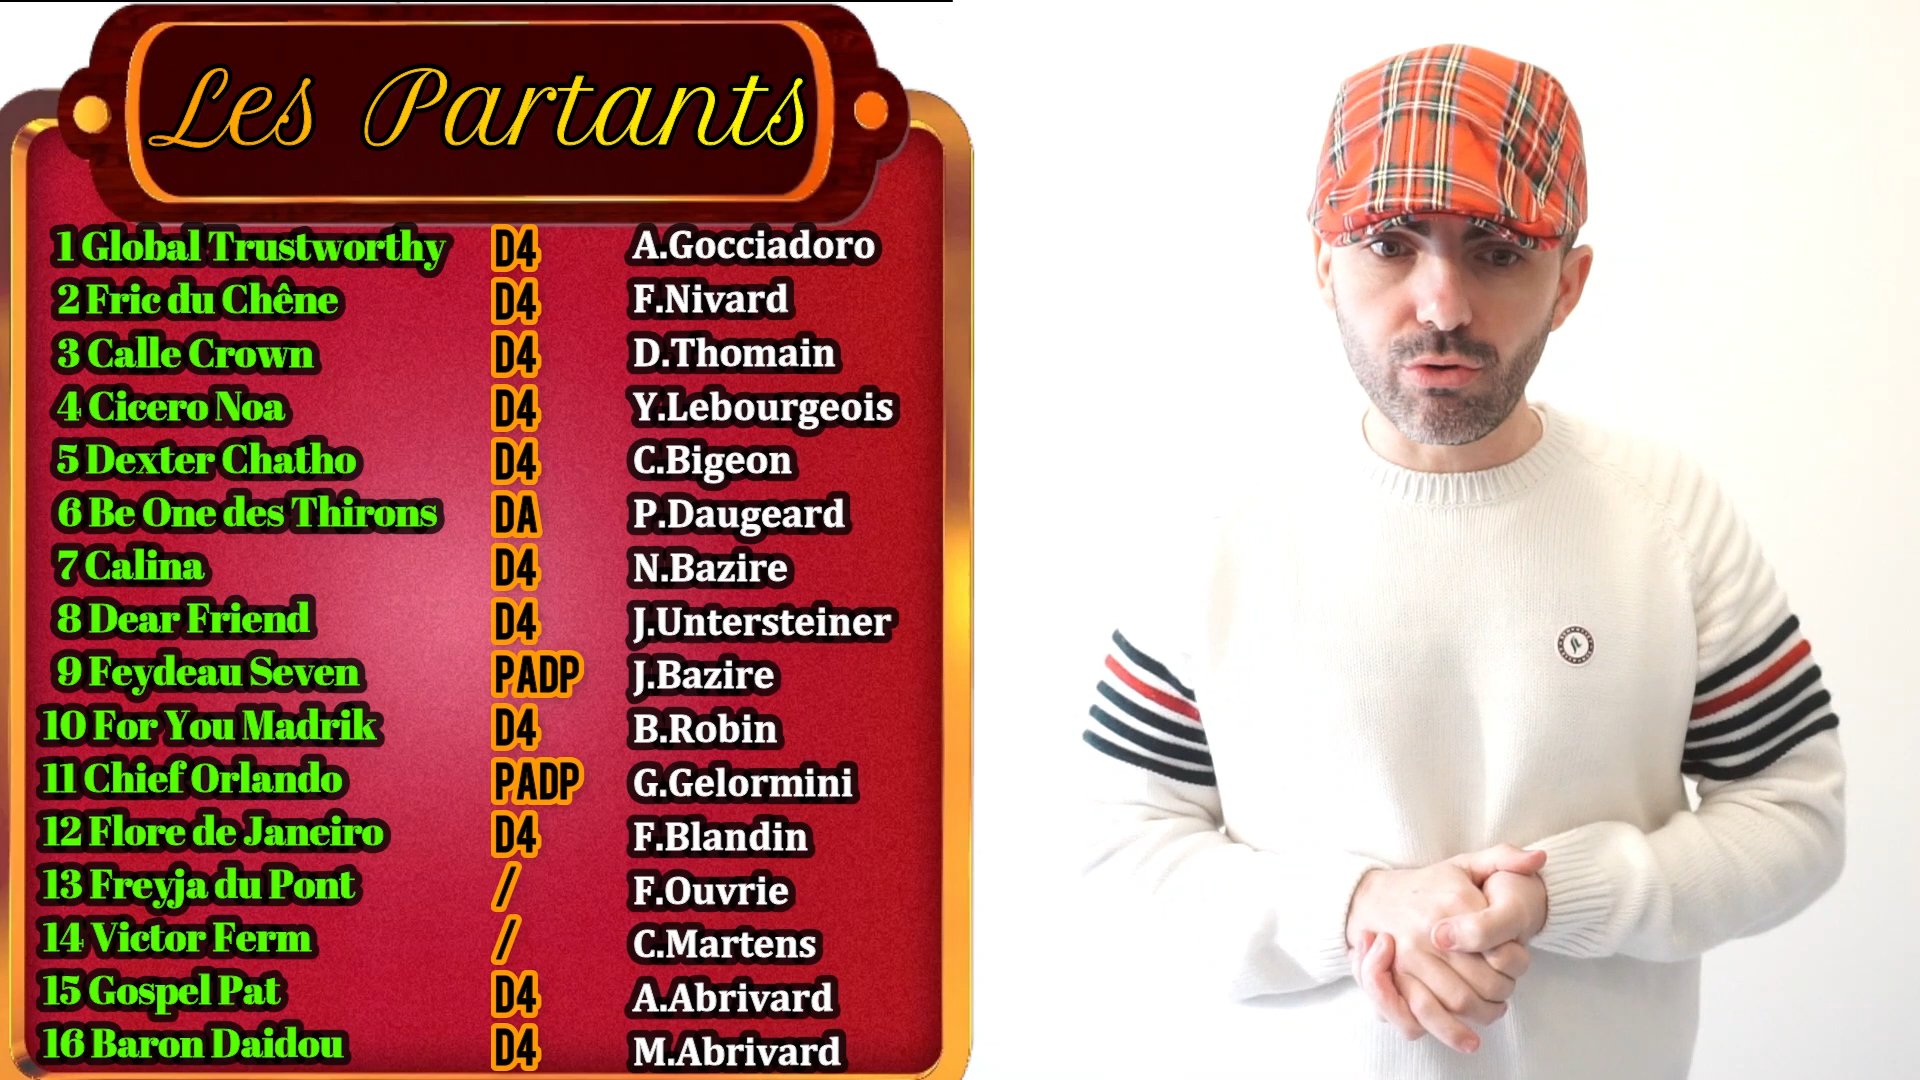 Les Partants
1 Global Trustworthy D4 A.Gocciadoro
2 Fric du Chêne D4 F.Nivard
3 Calle Crown D4 D.Thomain
4 Cicero Noa D4 Y.Lebourgeois
5 Dexter Chatho D4 C.Bigeon
6 Be One des Thirons DA P.Daugeard
7 Calina D4 N.Bazire
8 Dear Friend D4 J.Untersteiner
9 Feydeau Seven PADP J.Bazire
10 For You Madrik D4 B.Robin
11 Chief Orlando PADP G.Gelormini
12 Flore de Janeiro D4 F.Blandin
13 Freyja du Pont / F.Ouvrie
14 Victor Ferm / C.Martens
15 Gospel Pat D4 A.Abrivard
16 Baron Daidou D4 M.Abrivard